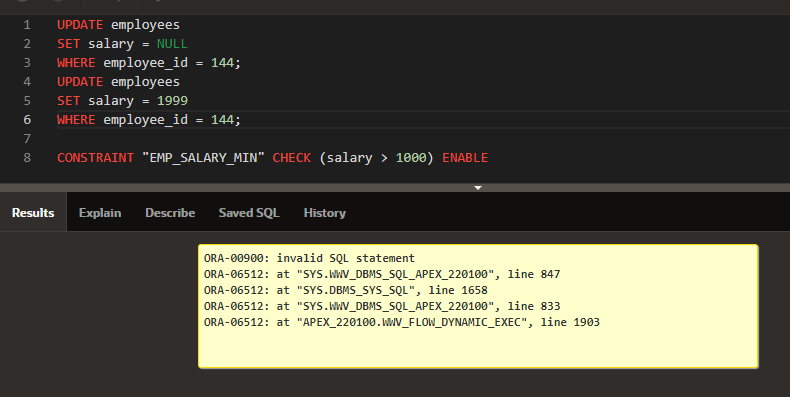 1 UPDATE employees
2 SET salary = NULL
3 WHERE employee_id = 144;
4 UPDATE employees
5 SET salary = 1999
6 WHERE employee_id = 144;
7
8 CONSTRAINT "EMP_SALARY_MIN" CHECK (salary > 1000) ENABLE
Results Explain Describe Saved SQL History
ORA-00900: invalid SQL statement
ORA-06512: at "SYS.WWV_DBMS_SQL_APEX_220100", line 847
ORA-06512: at "SYS.DBMS_SYS_SQL", line 1658
ORA-06512: at "SYS.WWV_DBMS_SQL_APEX_220100", line 833
ORA-06512: at "APEX_220100.WWV_FLOW_DYNAMIC_EXEC", line 1903